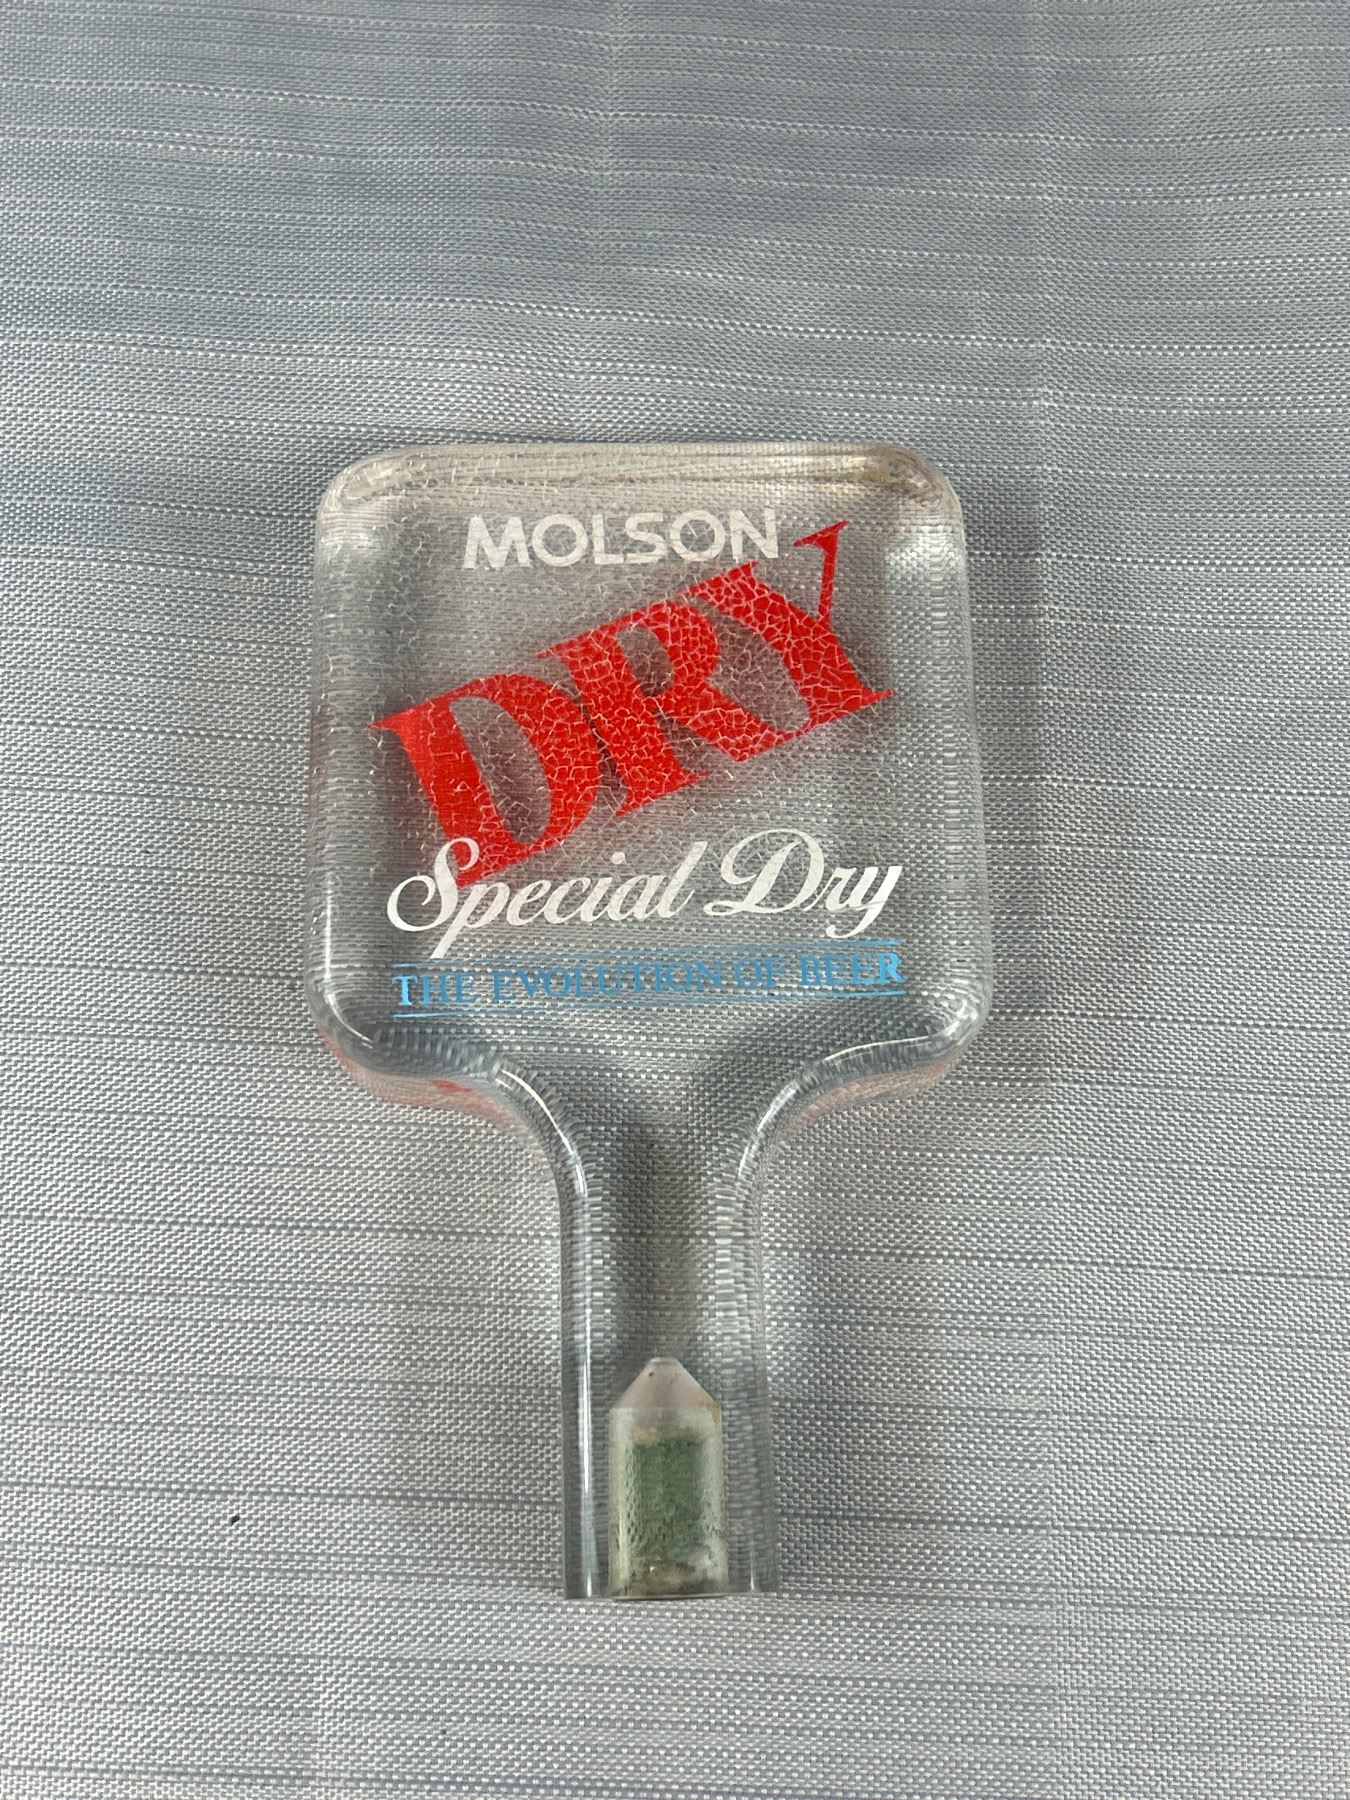 MOLSON
DRY
Special Dry
THE EVOLUTION OF BEER